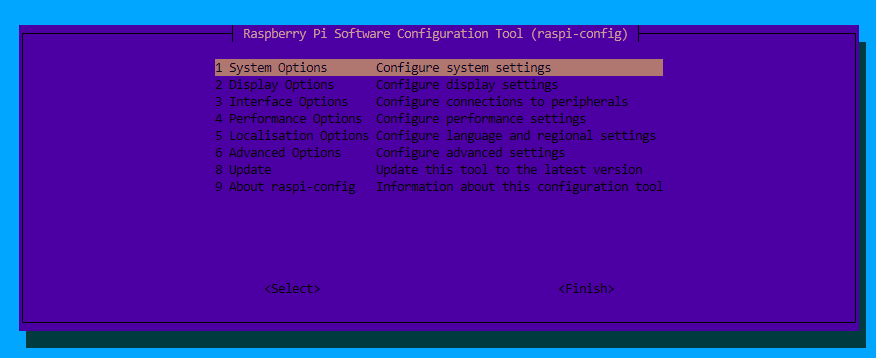 Raspberry Pi Software Configuration Tool (raspi-config)
1 System Options Configure system settings
2 Display Options Configure display settings
3 Interface Options Configure connections to peripherals
4 Performance Options Configure performance settings
5 Localisation Options Configure language and regional settings
6 Advanced Options Configure advanced settings
8 Update Update this tool to the latest version
9 About raspi-config Information about this configuration tool
<Select> <Finish>